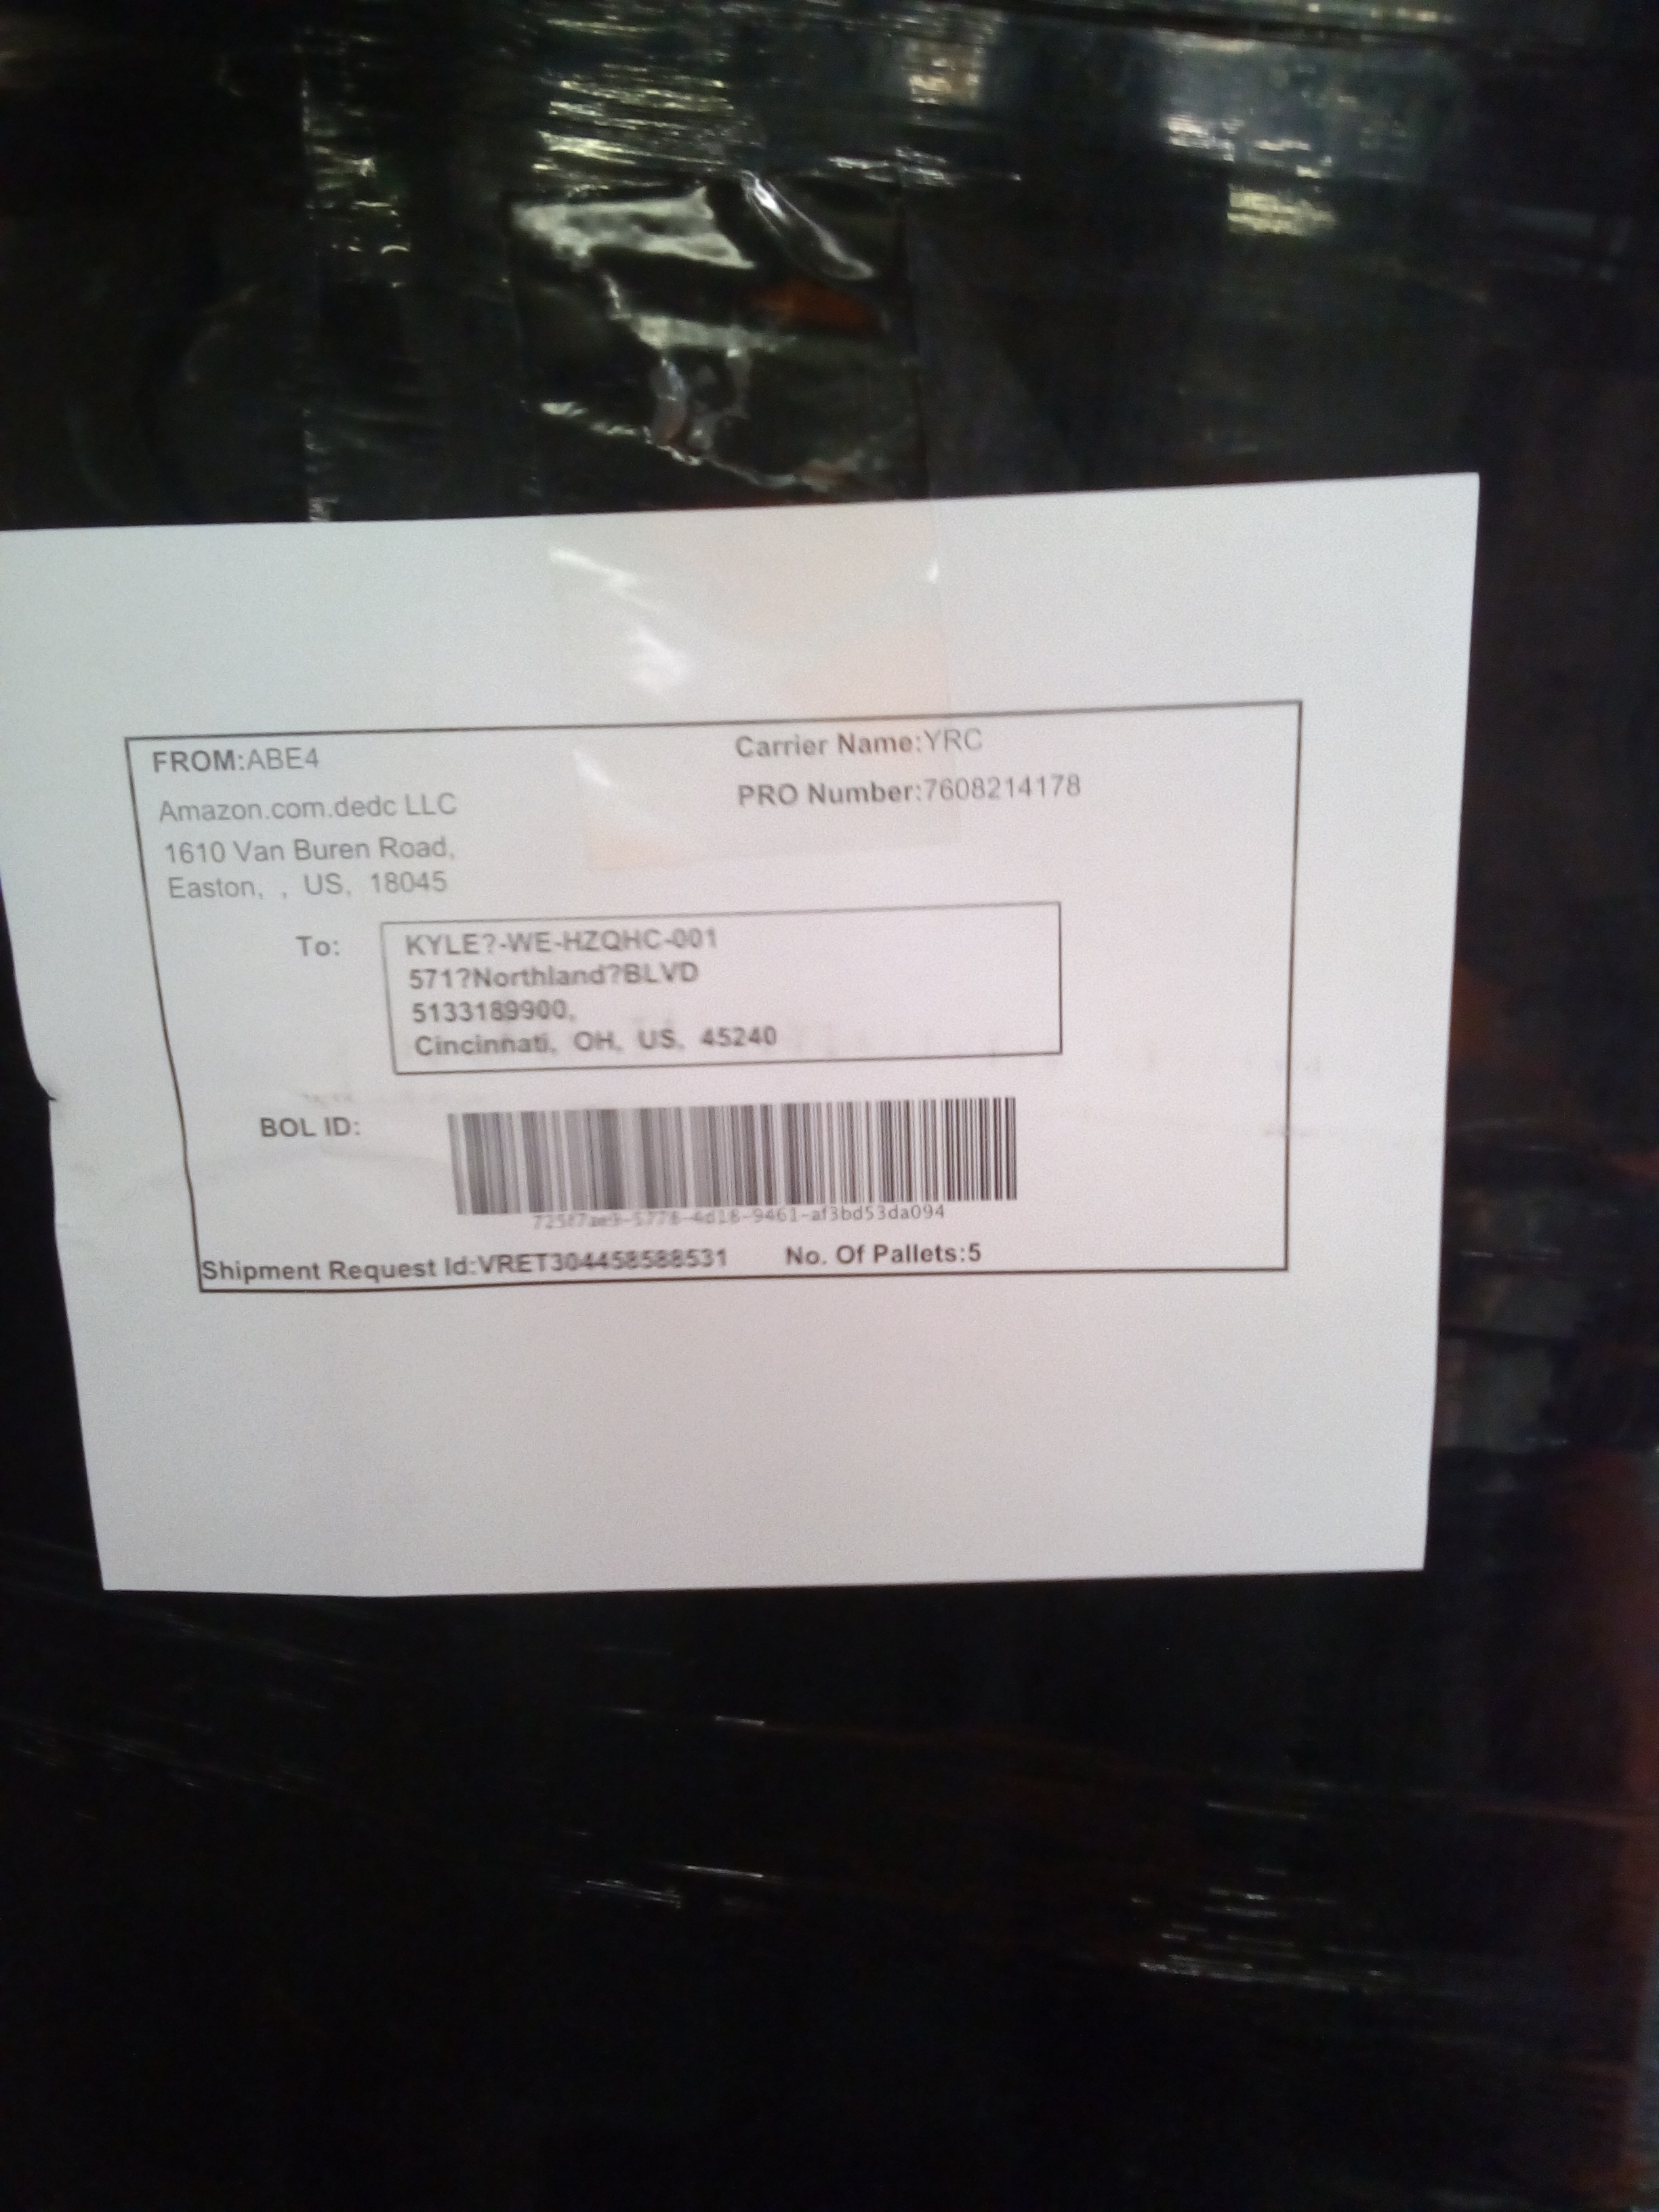 FROM:ABE4
Carrier Name:YRC
Amazon.com.dedc LLC
PRO Number:7608214178
1610 Van Buren Road,
Easton, , US, 18045
To:
KYLE?-WE-HZQHC-001
571?Northland?BLVD
5133189900,
Cincinnati, OH, US, 45240
BOL ID:
Shipment Request Id:VRET304458588531
No. Of Pallets:5